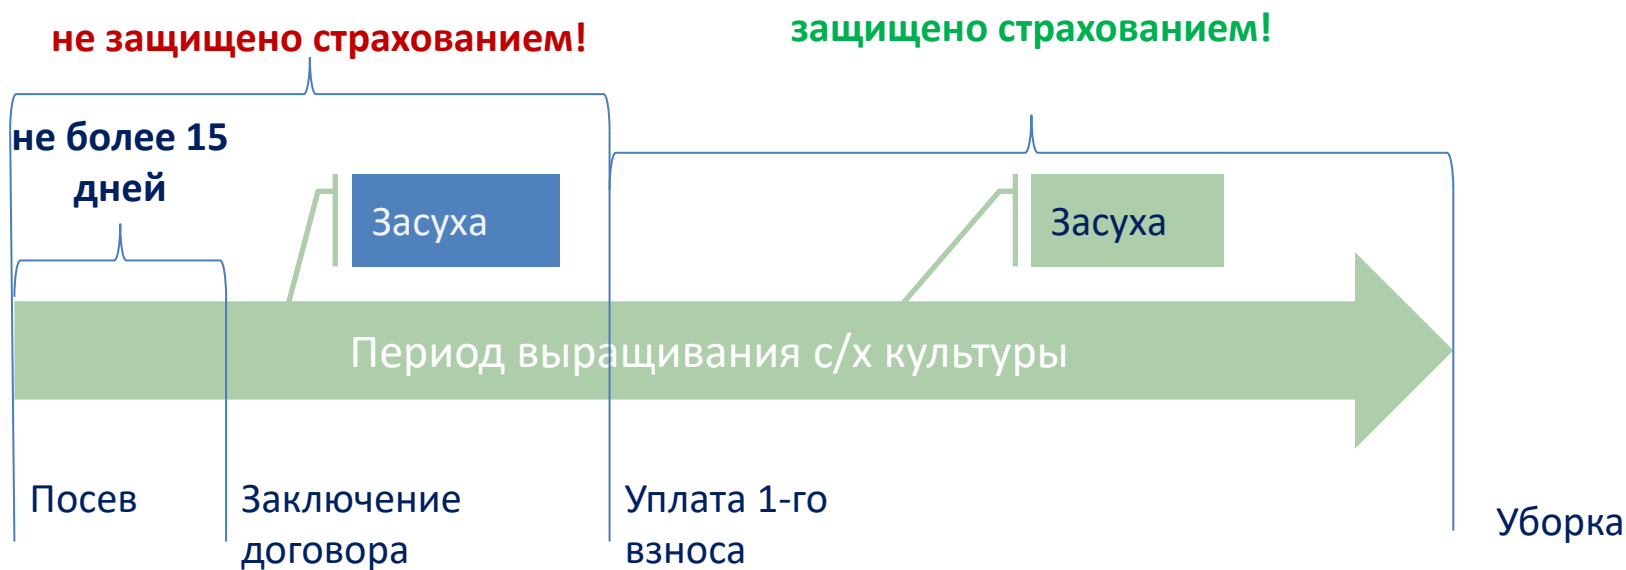 не защищено страхованием!
защищено страхованием!
не более 15
дней
Засуха
Засуха
Период выращивания с/х культуры
Посев
Заключение
договора
Уплата 1-го
взноса
Уборка